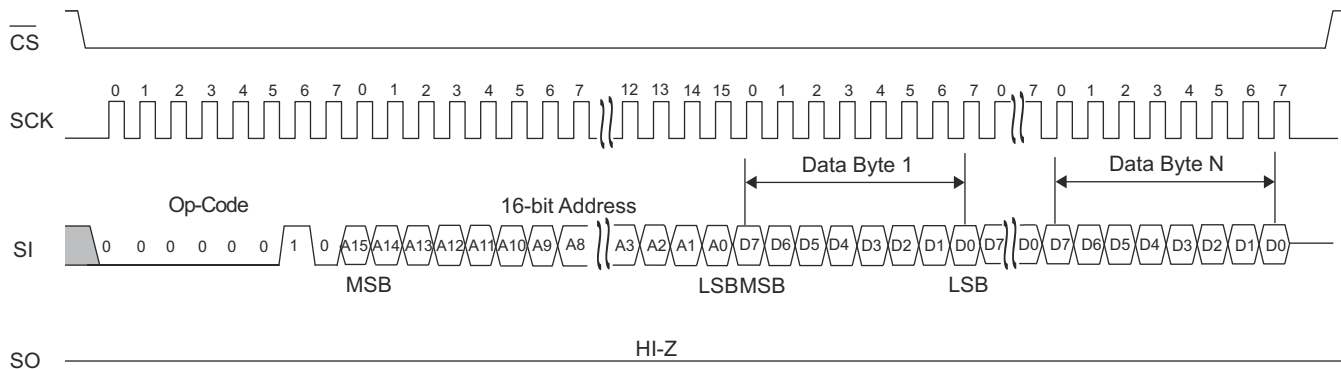 CS
SCK
0 1 2 3 4 5 6 7 0 1 2 3 4 5 6 7 12 13 14 15 0 1 2 3 4 5 6 7 0 7 0 1 2 3 4 5 6 7
Data Byte 1 Data Byte N
Op-Code 16-bit Address
SI
0 0 0 0 0 0 1 0 A15 A14 A13 A12 A11 A10 A9 A8 A3 A2 A1 A0 D7 D6 D5 D4 D3 D2 D1 D0 D7 D0 D7 D6 D5 D4 D3 D2 D1 D0
MSB LSB MSB LSB
HI-Z
SO